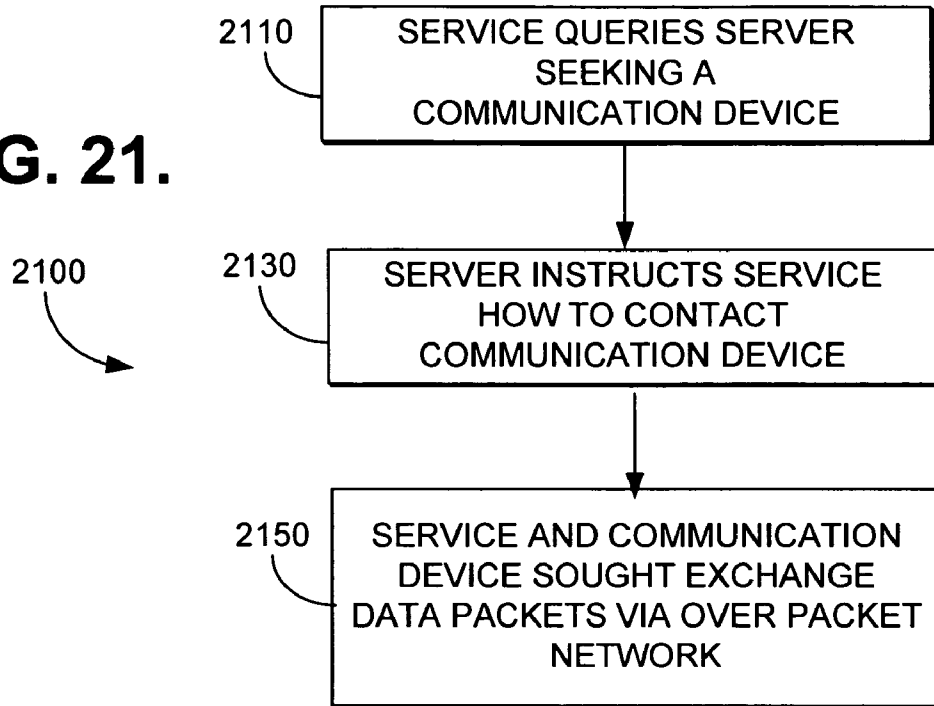 2110
SERVICE QUERIES SERVER
SEEKING A
COMMUNICATION DEVICE
G. 21.
2100
2130
SERVER INSTRUCTS SERVICE
HOW TO CONTACT
COMMUNICATION DEVICE
2150
SERVICE AND COMMUNICATION
DEVICE SOUGHT EXCHANGE
DATA PACKETS VIA OVER PACKET
NETWORK